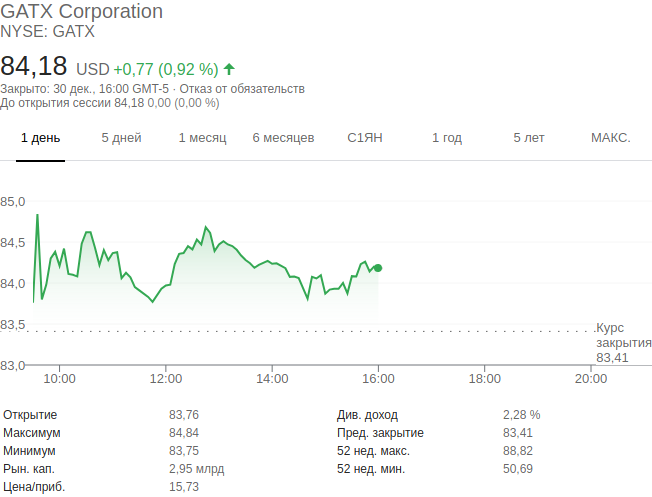 GATX Corporation
NYSE: GATX
84,18 USD +0,77 (0,92 %)
Закрыто: 30 дек., 16:00 GMT-5 · Отказ от обязательств
До открытия сессии 84,18 0,00 (0,00 %)
1 день 5 дней 1 месяц 6 месяцев С1ЯН 1 год 5 лет МАКС.
85,0
84,5
84,0
83,5
Курс
закрытия
83,41
83,0
10:00 12:00 14:00 16:00 18:00 20:00
Открытие 83,76 Див. доход 2,28 %
Максимум 84,84 Пред. закрытие 83,41
Минимум 83,75 52 нед. макс. 88,82
Рын. кап. 2,95 млрд 52 нед. мин. 50,69
Цена/приб. 15,73